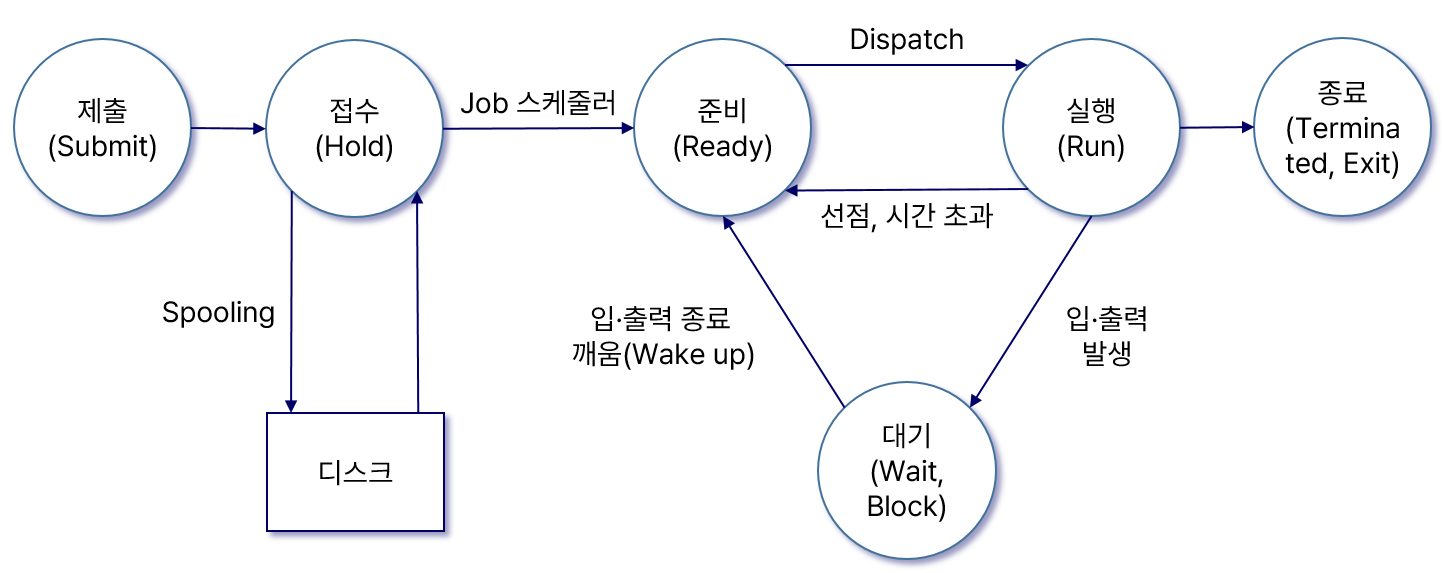 제출
(Submit)
접수
(Hold)
Job 스케줄러
준비
(Ready)
Dispatch
실행
(Run)
종료
(Termina
ted, Exit)
선점, 시간 초과
Spooling
입·출력 종료
깨움(Wake up)
입·출력
발생
디스크
대기
(Wait,
Block)